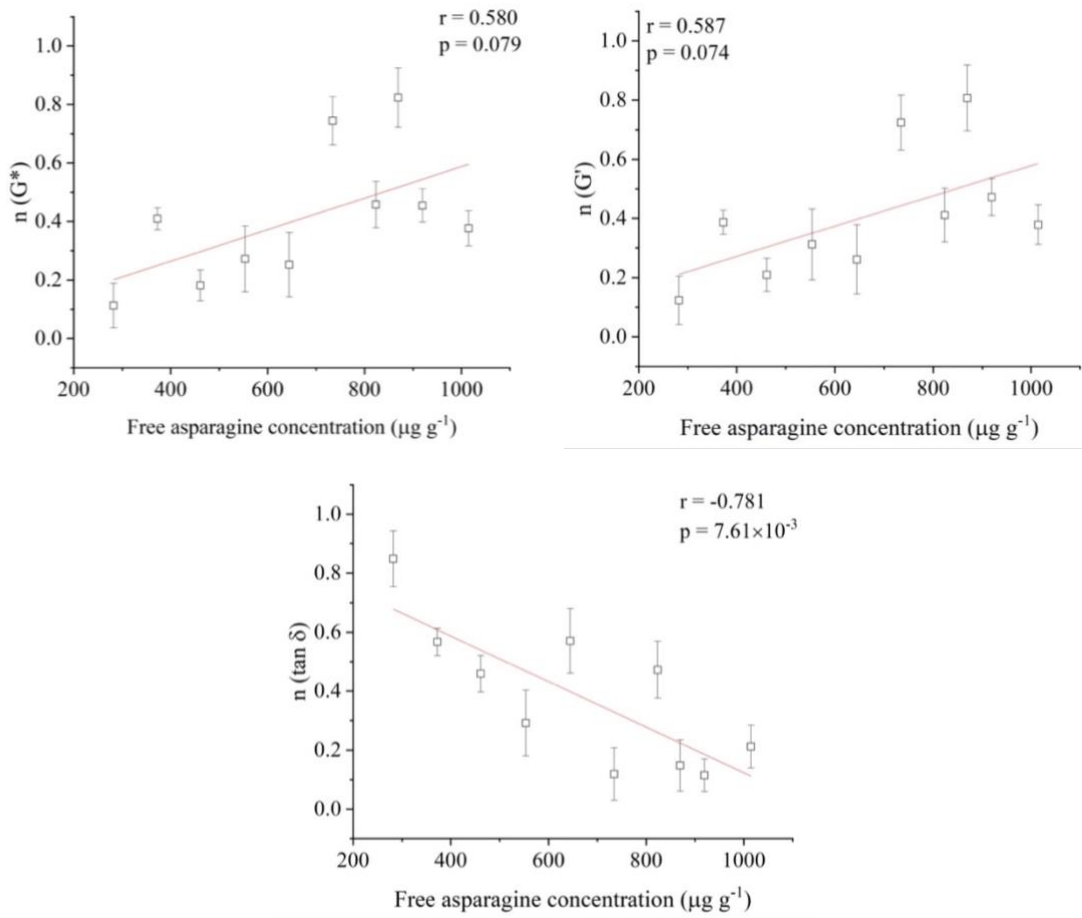 r = 0.580
p = 0.079
1.0
0.8
0.6
0.4
0.2
0.0
n (G*)
200 400 600 800 1000
Free asparagine concentration (μg g⁻¹)
r = 0.587
p = 0.074
1.0
0.8
0.6
0.4
0.2
0.0
n (G')
200 400 600 800 1000
Free asparagine concentration (μg g⁻¹)
r = -0.781
p = 7.61×10⁻³
1.0
0.8
0.6
0.4
0.2
0.0
n (tan δ)
200 400 600 800 1000
Free asparagine concentration (μg g⁻¹)